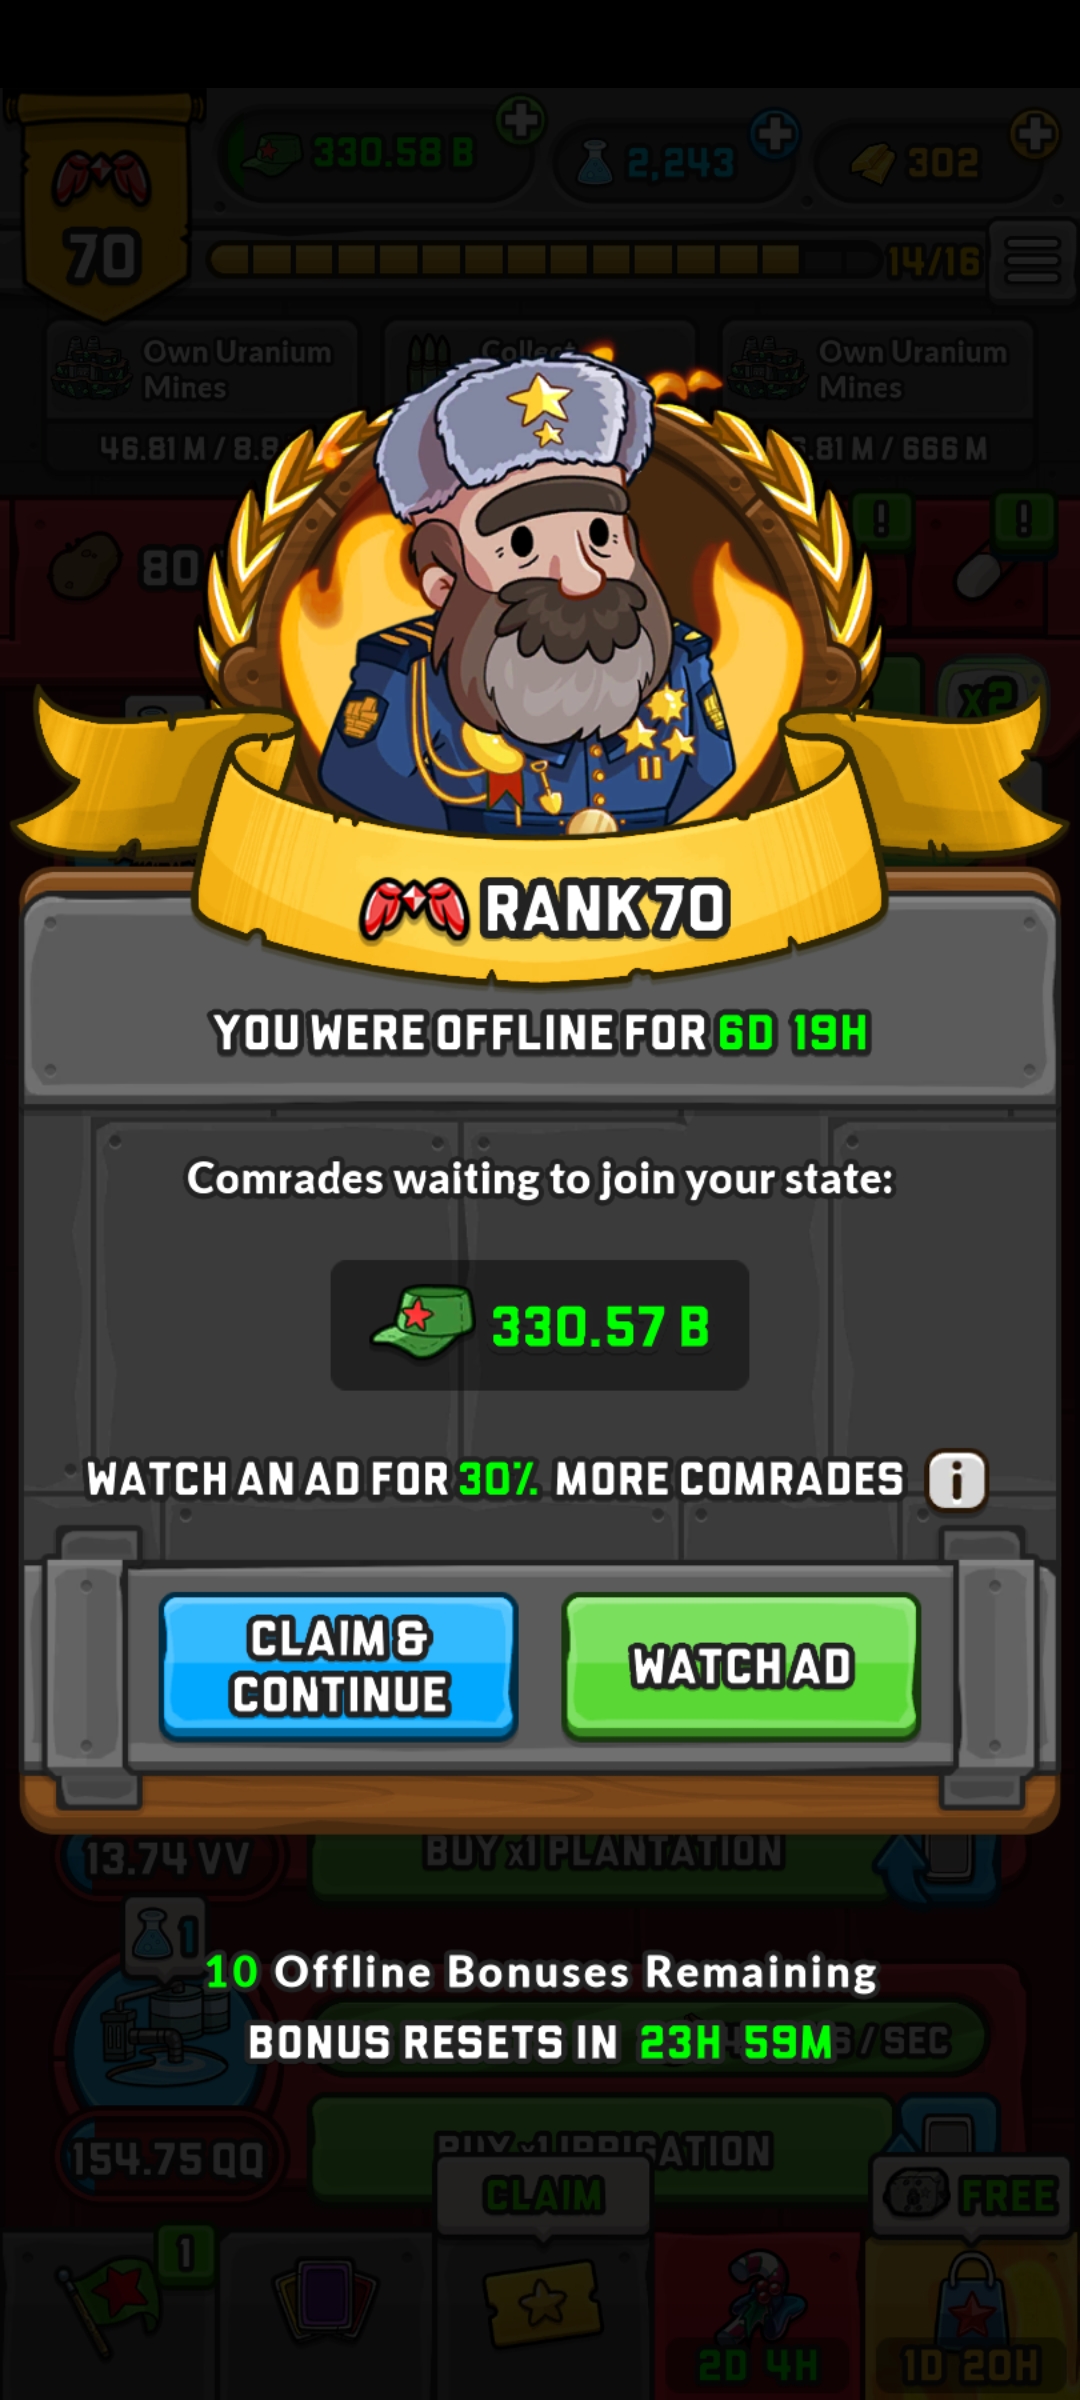 330.58 B
2,243
302
70
14/16
Own Uranium
Mines
Collect
Own Uranium
Mines
46.81 M / 8.8
.81 M / 666 M
!
!
80
x2
RANK 70
YOU WERE OFFLINE FOR 6D 19H
Comrades waiting to join your state:
330.57 B
WATCH AN AD FOR 30% MORE COMRADES
i
CLAIM &
CONTINUE
WATCH AD
13.74 VV
BUY x1 PLANTATION
1
10 Offline Bonuses Remaining
BONUS RESETS IN 23H 59M
/ SEC
154.75 QQ
BUY x1 IRRIGATION
CLAIM
FREE
1
2D 4H
1D 20H